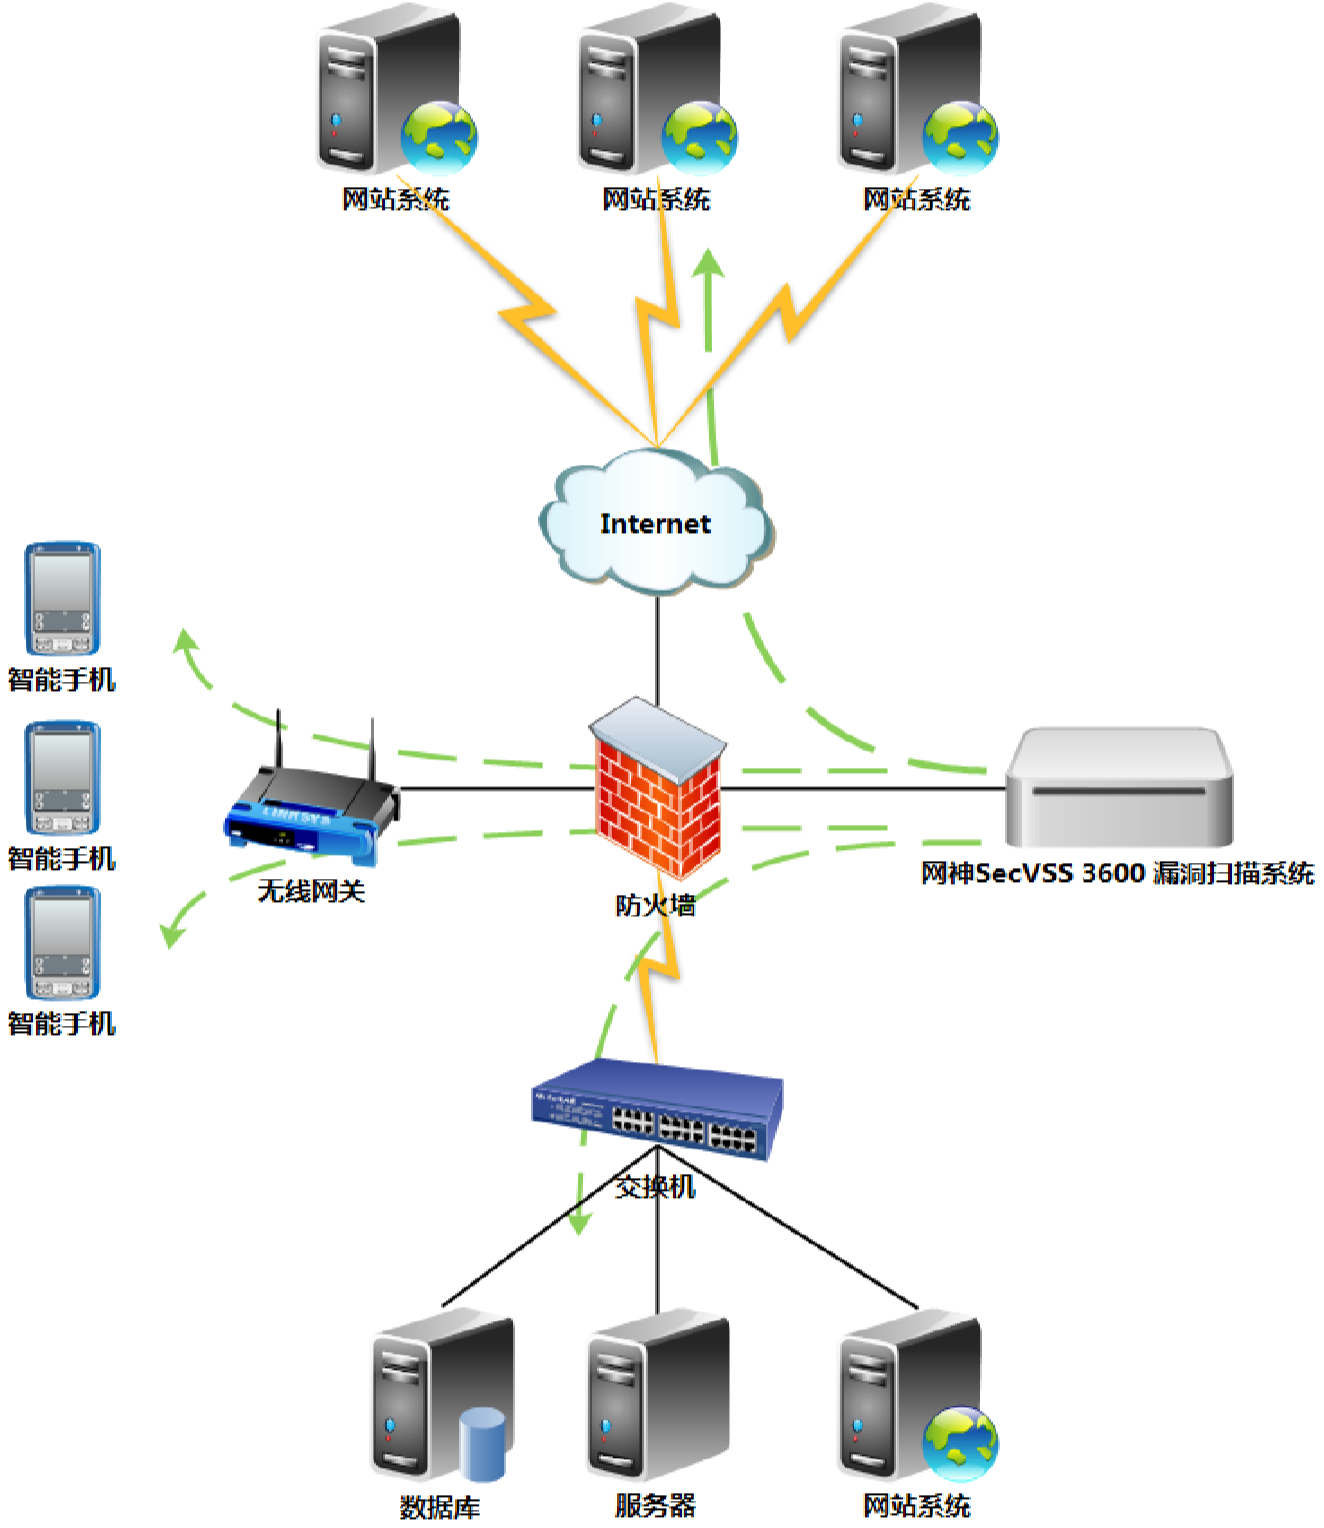 网站系统
网站系统
网站系统
Internet
智能手机
智能手机
智能手机
LINKSYS
无线网关
防火墙
网神SecVSS 3600 漏洞扫描系统
交换机
数据库
服务器
网站系统